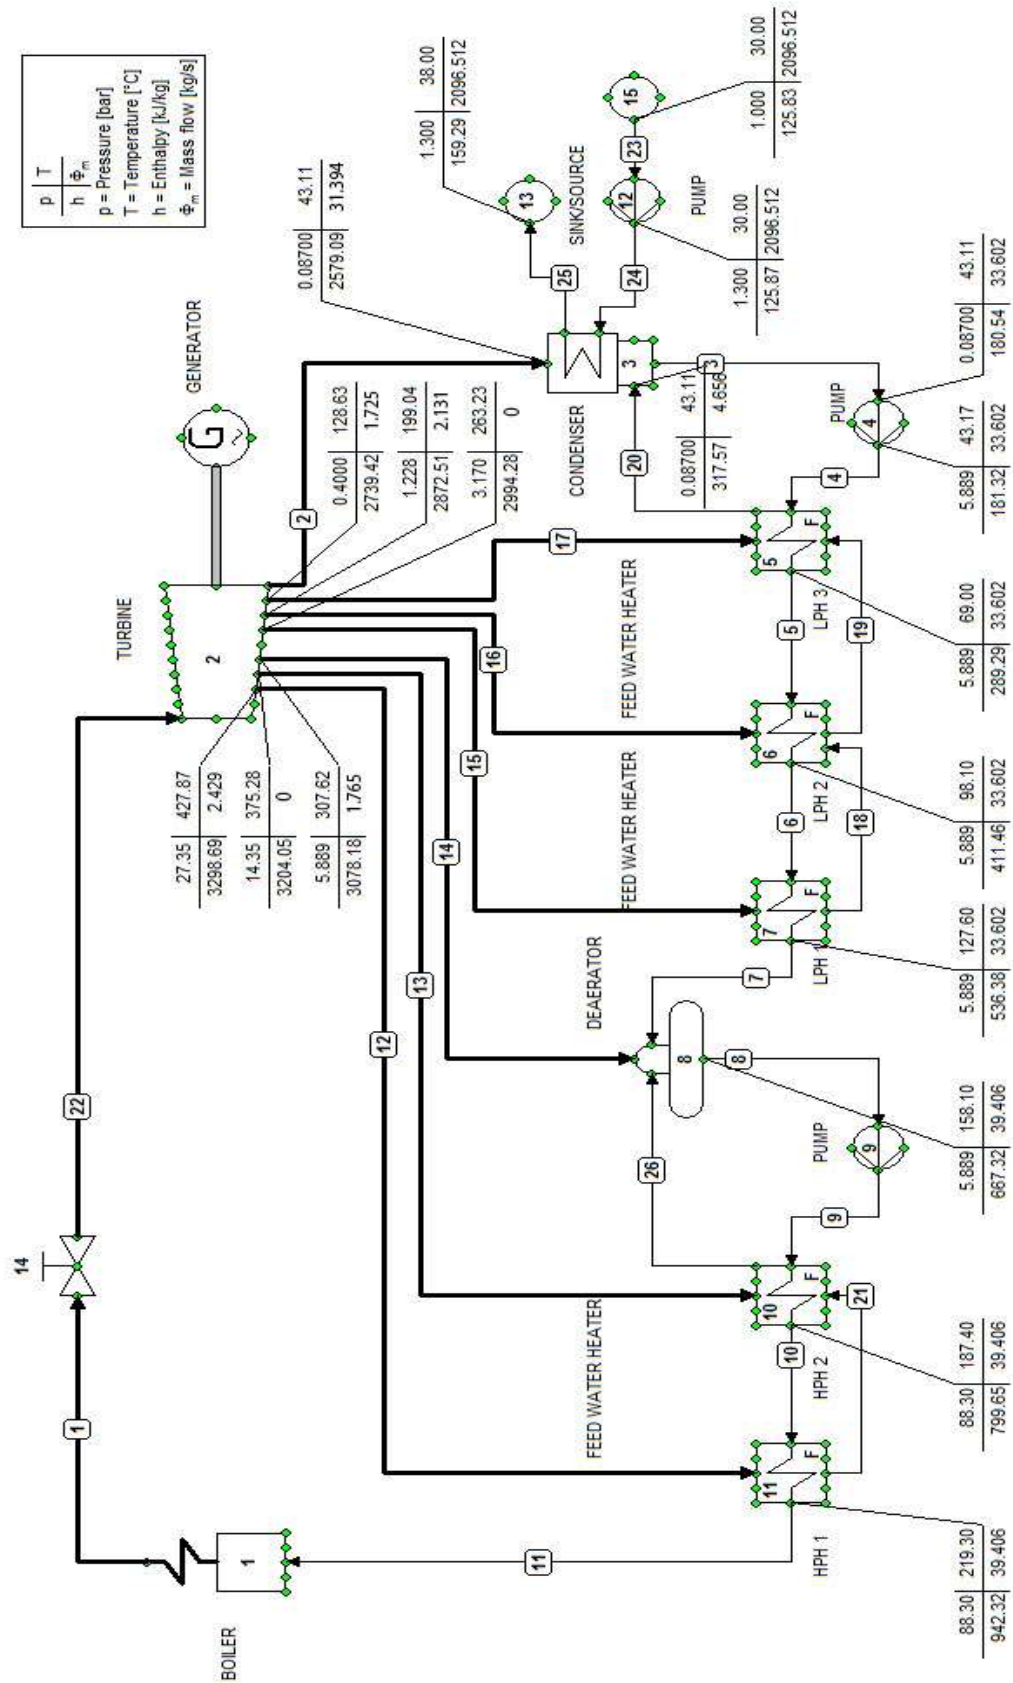 p T
h Φm
p = Pressure [bar]
T = Temperature [°C]
h = Enthalpy [kJ/kg]
Φm = Mass flow [kg/s]
14
1
22
BOILER
1
TURBINE
2
GENERATOR
G
~
27.35 427.87
3298.69 2.429
14.35 375.28
3204.05 0
5.889 307.62
3078.18 1.765
0.08700 43.11
2579.09 31.394
2
0.4000 128.63
2739.42 1.725
1.228 199.04
2872.51 2.131
3.170 263.23
2994.28 0
1.300 38.00
159.29 2096.512
13
SINK/SOURCE
25
15
23
12
PUMP
24
1.000 30.00
125.83 2096.512
1.300 30.00
125.87 2096.512
12
13
14
15
16
17
CONDENSER
3
3
20
0.08700 43.11
317.57 4.656
11
FEED WATER HEATER
DEAERATOR
FEED WATER HEATER
FEED WATER HEATER
26
8
8
7
11
F
10
10
F
7
F
6
6
F
5
5
F
4
PUMP
4
HPH 1
HPH 2
9
PUMP
9
LPH 1
LPH 2
LPH 3
21
18
19
88.30 219.30
942.32 39.406
88.30 187.40
799.65 39.406
5.889 158.10
667.32 39.406
5.889 127.60
536.38 33.602
5.889 98.10
411.46 33.602
5.889 69.00
289.29 33.602
5.889 43.17
181.32 33.602
0.08700 43.11
180.54 33.602